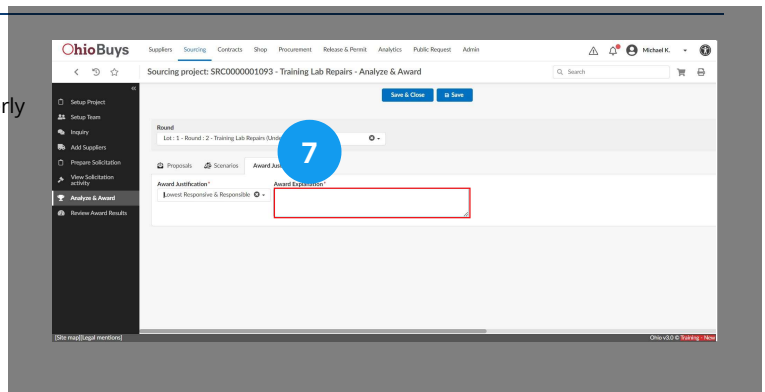 OhioBuys
Suppliers Sourcing Contracts Shop Procurement Release & Permit Analytics Public Request Admin
Michael K.
Sourcing project: SRC0000001093 - Training Lab Repairs - Analyze & Award
Search
rly
Save & Close Save
Setup Project
Setup Team
Inquiry
Add Suppliers
Prepare Solicitation
View Solicitation
activity
Analyze & Award
Review Award Results
Round
Lot : 1 - Round : 2 - Training Lab Repairs
7
Proposals Scenarios Award
Award Justification* Award Explanation*
Lowest Responsive & Responsible
[Site map][Legal mentions]
Ohio v3.0 © Training - New